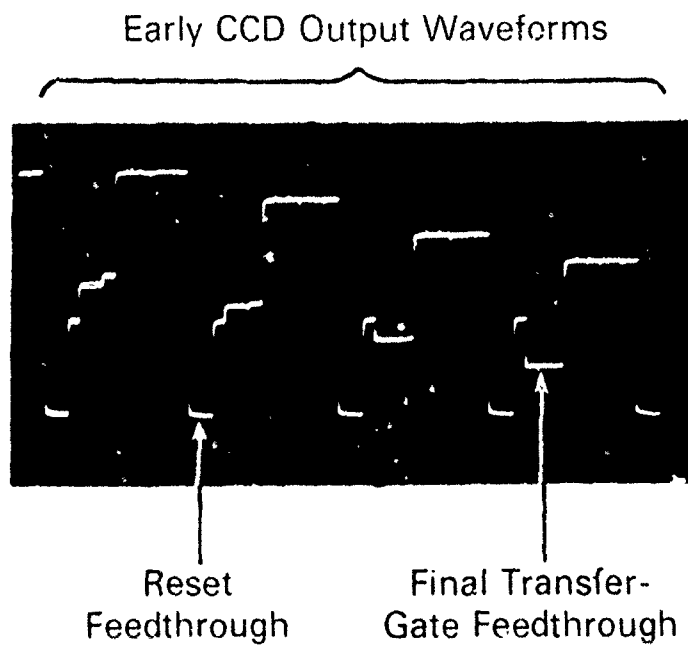 Early CCD Output Waveforms
Reset
Feedthrough
Final Transfer-
Gate Feedthrough